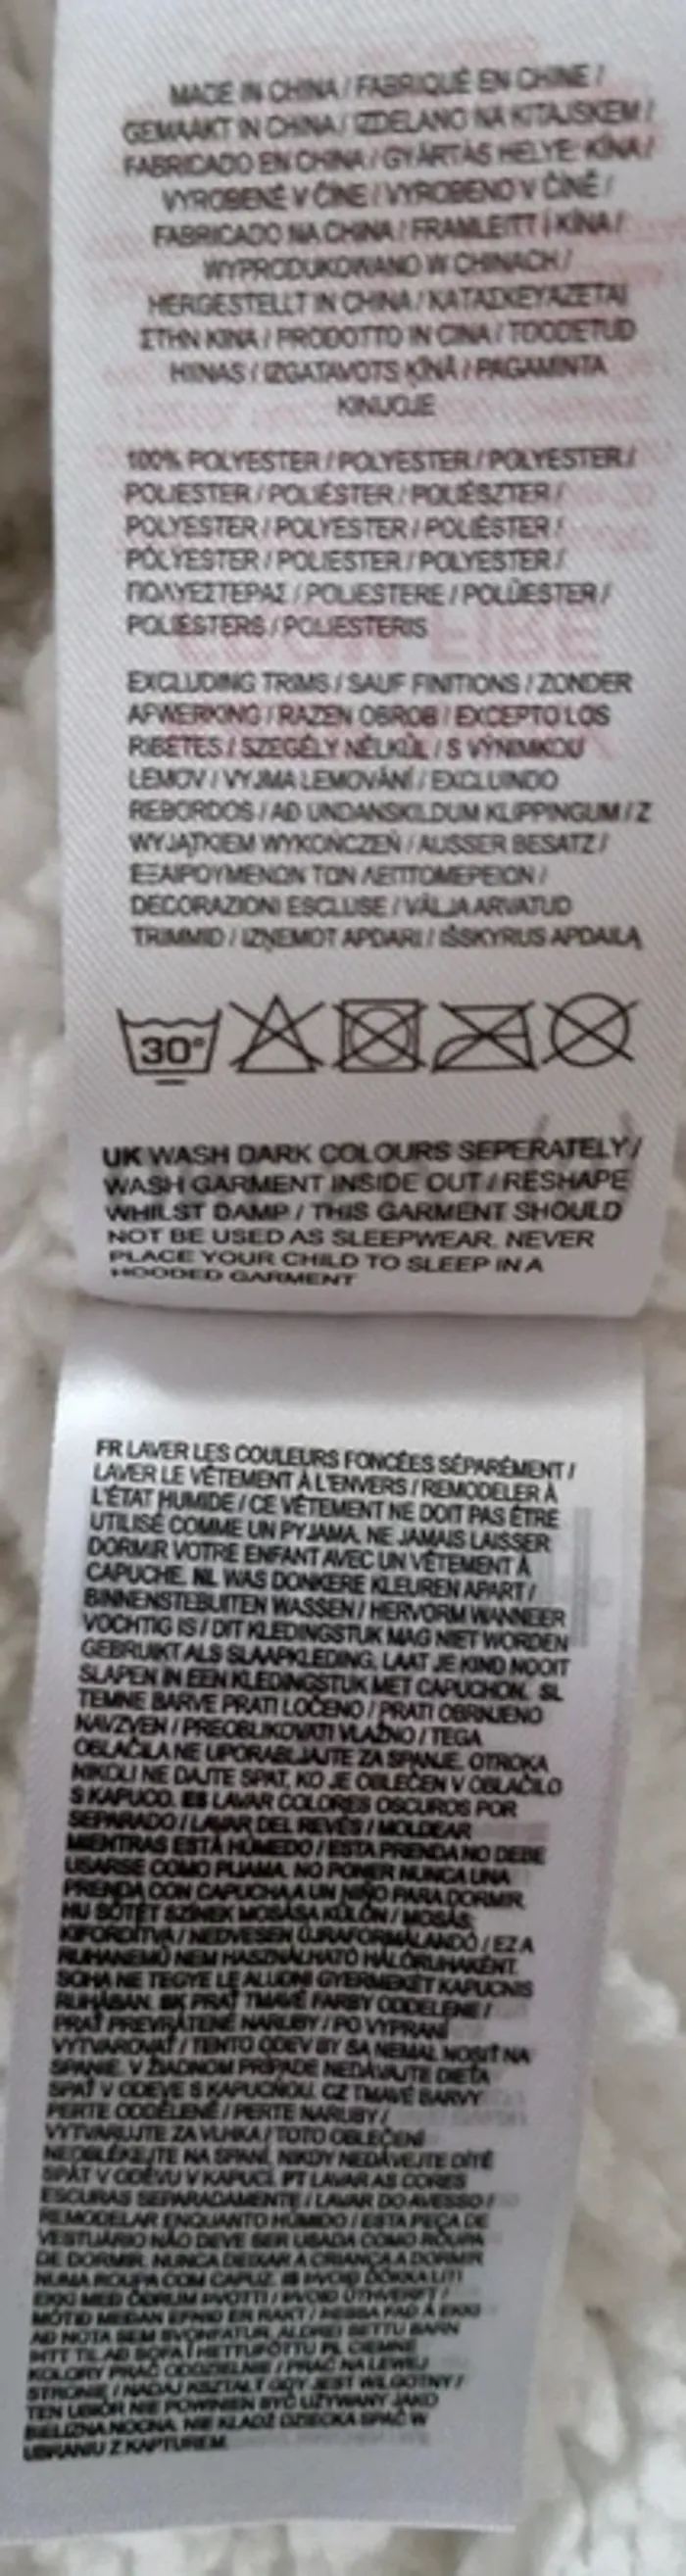 MADE IN CHINA / FABRIQUÉ EN CHINE /
GEMAAKT IN CHINA / IZDELANO NA KITAJSKEM /
FABRICADO EN CHINA / GYÁRTÁS HELYE: KÍNA /
VYROBENÉ V ČÍNE / VYROBENO V ČÍNĚ /
FABRICADO NA CHINA / FRAMLEITT Í KÍNA /
WYPRODUKOWANO W CHINACH /
HERGESTELLT IN CHINA / ΚΑΤΑΣΚΕΥΑΖΕΤΑΙ
ΣΤΗΝ ΚΙΝΑ / PRODOTTO IN CINA / TOODETUD
HIINAS / IZGATAVOTS ĶĪNĀ / PAGAMINTA
KINIJOJE
100% POLYESTER / POLYESTER / POLYESTER /
POLIESTER / POLIÉSTER / POLIÉSZTER /
POLYESTER / POLYESTER / POLIÉSTER /
PÓLÝESTER / POLIESTER / POLYESTER /
ΠΟΛΥΕΣΤΕΡΑΣ / POLIESTERE / POLÜESTER /
POLIESTERS / POLIESTERIS
EXCLUDING TRIMS / SAUF FINITIONS / ZONDER
AFWERKING / RAZEN OBROB / EXCEPTO LOS
RIBETES / SZEGÉLY NÉLKÜL / S VÝNIMKOU
LEMOV / VYJMA LEMOVÁNÍ / EXCLUINDO
REBORDOS / AÐ UNDANSKILDUM KLIPPINGUM / Z
WYJĄTKIEM WYKOŃCZEŃ / AUSSER BESATZ /
ΕΞΑΙΡΟΥΜΕΝΩΝ ΤΩΝ ΛΕΠΤΟΜΕΡΕΙΩΝ /
DECORAZIONI ESCLUSE / VÄLJA ARVATUD
TRIMMID / IZŅEMOT APDARI / IŠSKYRUS APDAILĄ
30°
UK WASH DARK COLOURS SEPERATELY /
WASH GARMENT INSIDE OUT / RESHAPE
WHILST DAMP / THIS GARMENT SHOULD
NOT BE USED AS SLEEPWEAR. NEVER
PLACE YOUR CHILD TO SLEEP IN A
HOODED GARMENT
FR LAVER LES COULEURS FONCÉES SÉPARÉMENT /
LAVER LE VÊTEMENT À L'ENVERS / REMODELER À
L'ÉTAT HUMIDE / CE VÊTEMENT NE DOIT PAS ÊTRE
UTILISÉ COMME UN PYJAMA. NE JAMAIS LAISSER
DORMIR VOTRE ENFANT AVEC UN VÊTEMENT À
CAPUCHE. NL WAS DONKERE KLEUREN APART /
BINNENSTEBUITEN WASSEN / HERVORM WANNEER
VOCHTIG IS / DIT KLEDINGSTUK MAG NIET WORDEN
GEBRUIKT ALS SLAAPKLEDING. LAAT JE KIND NOOIT
SLAPEN IN EEN KLEDINGSTUK MET CAPUCHON. SL
TEMNE BARVE PRATI LOČENO / PRATI OBRNJENO
NAVZVEN / PREOBLIKOVATI VLAŽNO / TEGA
OBLAČILA NE UPORABLJAJTE ZA SPANJE. OTROKA
NIKOLI NE DAJTE SPAT, KO JE OBLEČEN V OBLAČILO
S KAPUCO. ES LAVAR COLORES OSCUROS POR
SEPARADO / LAVAR DEL REVÉS / MOLDEAR
MIENTRAS ESTÁ HÚMEDO / ESTA PRENDA NO DEBE
USARSE COMO PIJAMA. NO PONER NUNCA UNA
PRENDA CON CAPUCHA A UN NIÑO PARA DORMIR.
HU SÖTÉT SZÍNEK MOSÁSA KÜLÖN / MOSÁS
KIFORDÍTVA / NEDVESEN ÚJRAFORMÁLANDÓ / EZ A
RUHANEMŰ NEM HASZNÁLHATÓ HÁLÓRUHAKÉNT.
SOHA NE TEGYE LE ALUDNI GYERMEKÉT KAPUCNIS
RUHÁBAN. SK PRAŤ TMAVÉ FARBY ODDELENE /
PRAŤ PREVRÁTENÉ NARUBY / PO VYPRANÍ
VYTVAROVAŤ / TENTO ODEV BY SA NEMAL NOSIŤ NA
SPANIE. V ŽIADNOM PRÍPADE NEDÁVAJTE DIEŤA
SPAŤ V ODEVE S KAPUCŇOU. CZ TMAVÉ BARVY
PERTE ODDĚLENĚ / PERTE NARUBY /
VYTVARUJTE ZA VLHKA / TOTO OBLEČENÍ
NEOBLÉKEJTE NA SPANÍ. NIKDY NEDÁVEJTE DÍTĚ
SPÁT V ODĚVU V KAPUCI. PT LAVAR AS CORES
ESCURAS SEPARADAMENTE / LAVAR DO AVESSO /
REMODELAR ENQUANTO HÚMIDO / ESTA PEÇA DE
VESTUÁRIO NÃO DEVE SER USADA COMO ROUPA
DE DORMIR. NUNCA DEIXAR A CRIANÇA A DORMIR
NUMA ROUPA COM CAPUZ. IS ÞVOIÐ DÖKKA LITI
EKKI MEÐ ÖÐRUM ÞVOTTI / ÞVOIÐ ÚTHVERFT /
MÓTIÐ MEÐAN EFNIÐ ER RAKT /
KOLORY PRAĆ ODDZIELNIE / PRAĆ NA LEWEJ
STRONIE / NADAJ KSZTAŁT GDY JEST WILGOTNY /
TEN UBIÓR NIE POWINIEN BYĆ UŻYWANY JAKO
BIELIZNA NOCNA. NIE KŁADŹ DZIECKA SPAĆ W
UBRANIU Z KAPTUREM.